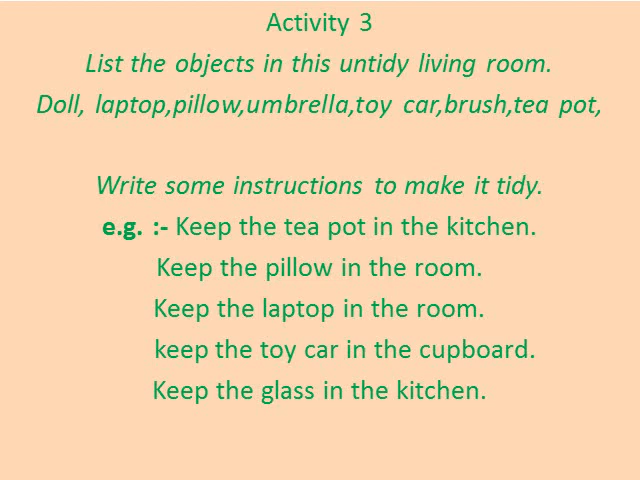 Activity 3
List the objects in this untidy living room.
Doll, laptop,pillow,umbrella,toy car,brush,tea pot,
Write some instructions to make it tidy.
e.g. :- Keep the tea pot in the kitchen.
Keep the pillow in the room.
Keep the laptop in the room.
keep the toy car in the cupboard.
Keep the glass in the kitchen.